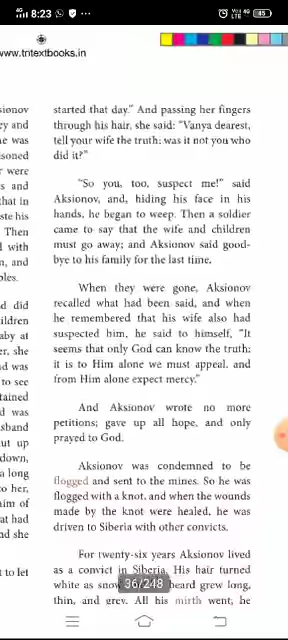 8:23
45
www.tntextbooks.in
started that day." And passing her fingers
through his hair, she said: "Vanya dearest,
tell your wife the truth: was it not you who
did it?"
"So you, too, suspect me!" said
Aksionov, and, hiding his face in his
hands, he began to weep. Then a soldier
came to say that the wife and children
must go away; and Aksionov said good-
bye to his family for the last time.
When they were gone, Aksionov
recalled what had been said, and when
he remembered that his wife also had
suspected him, he said to himself, "It
seems that only God can know the truth;
it is to Him alone we must appeal, and
from Him alone expect mercy."
And Aksionov wrote no more
petitions; gave up all hope, and only
prayed to God.
Aksionov was condemned to be
flogged and sent to the mines. So he was
flogged with a knot, and when the wounds
made by the knot were healed, he was
driven to Siberia with other convicts.
For twenty-six years Aksionov lived
as a convict in Siberia. His hair turned
white as snow beard grew long,
36/248
thin, and grey. All his mirth went; he